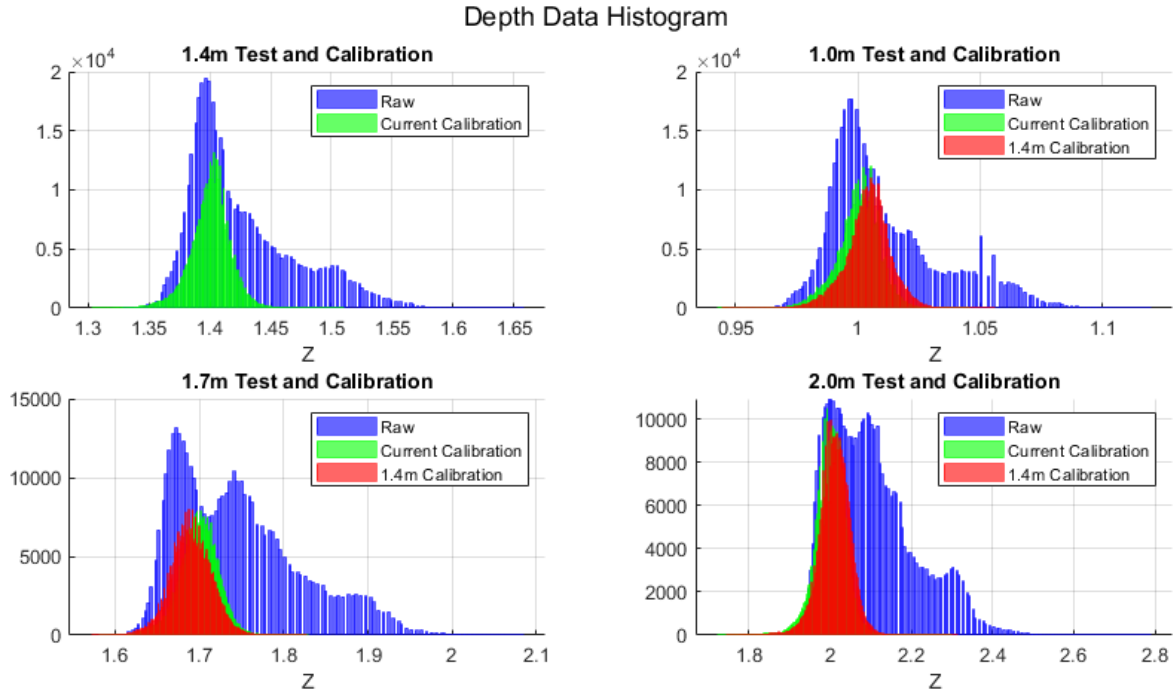 Depth Data Histogram
1.4m Test and Calibration
×10⁴
2
1.5
1
0.5
0
Raw
Current Calibration
1.3 1.35 1.4 1.45 1.5 1.55 1.6 1.65
Z
1.0m Test and Calibration
×10⁴
2
1.5
1
0.5
0
Raw
Current Calibration
1.4m Calibration
0.95 1 1.05 1.1
Z
1.7m Test and Calibration
15000
10000
5000
0
Raw
Current Calibration
1.4m Calibration
1.6 1.7 1.8 1.9 2 2.1
Z
2.0m Test and Calibration
10000
8000
6000
4000
2000
0
Raw
Current Calibration
1.4m Calibration
1.8 2 2.2 2.4 2.6 2.8
Z